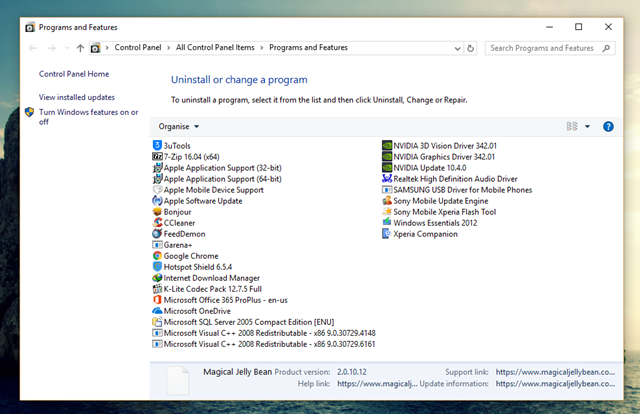 Programs and Features
Control Panel > All Control Panel Items > Programs and Features
Search Programs and Features
Control Panel Home
View installed updates
Turn Windows features on or off
Uninstall or change a program
To uninstall a program, select it from the list and then click Uninstall, Change or Repair.
Organise
3uTools
7-Zip 16.04 (x64)
Apple Application Support (32-bit)
Apple Application Support (64-bit)
Apple Mobile Device Support
Apple Software Update
Bonjour
CCleaner
FeedDemon
Garena+
Google Chrome
Hotspot Shield 6.5.4
Internet Download Manager
K-Lite Codec Pack 12.7.5 Full
Microsoft Office 365 ProPlus - en-us
Microsoft OneDrive
Microsoft SQL Server 2005 Compact Edition [ENU]
Microsoft Visual C++ 2008 Redistributable - x86 9.0.30729.4148
Microsoft Visual C++ 2008 Redistributable - x86 9.0.30729.6161
NVIDIA 3D Vision Driver 342.01
NVIDIA Graphics Driver 342.01
NVIDIA Update 10.4.0
Realtek High Definition Audio Driver
SAMSUNG USB Driver for Mobile Phones
Sony Mobile Update Engine
Sony Mobile Xperia Flash Tool
Windows Essentials 2012
Xperia Companion
Magical Jelly Bean Product version: 2.0.10.12 Support link: https://www.magicaljellybean.co...
Help link: https://www.magicalj... Update information: https://www.magicaljellybean.co...